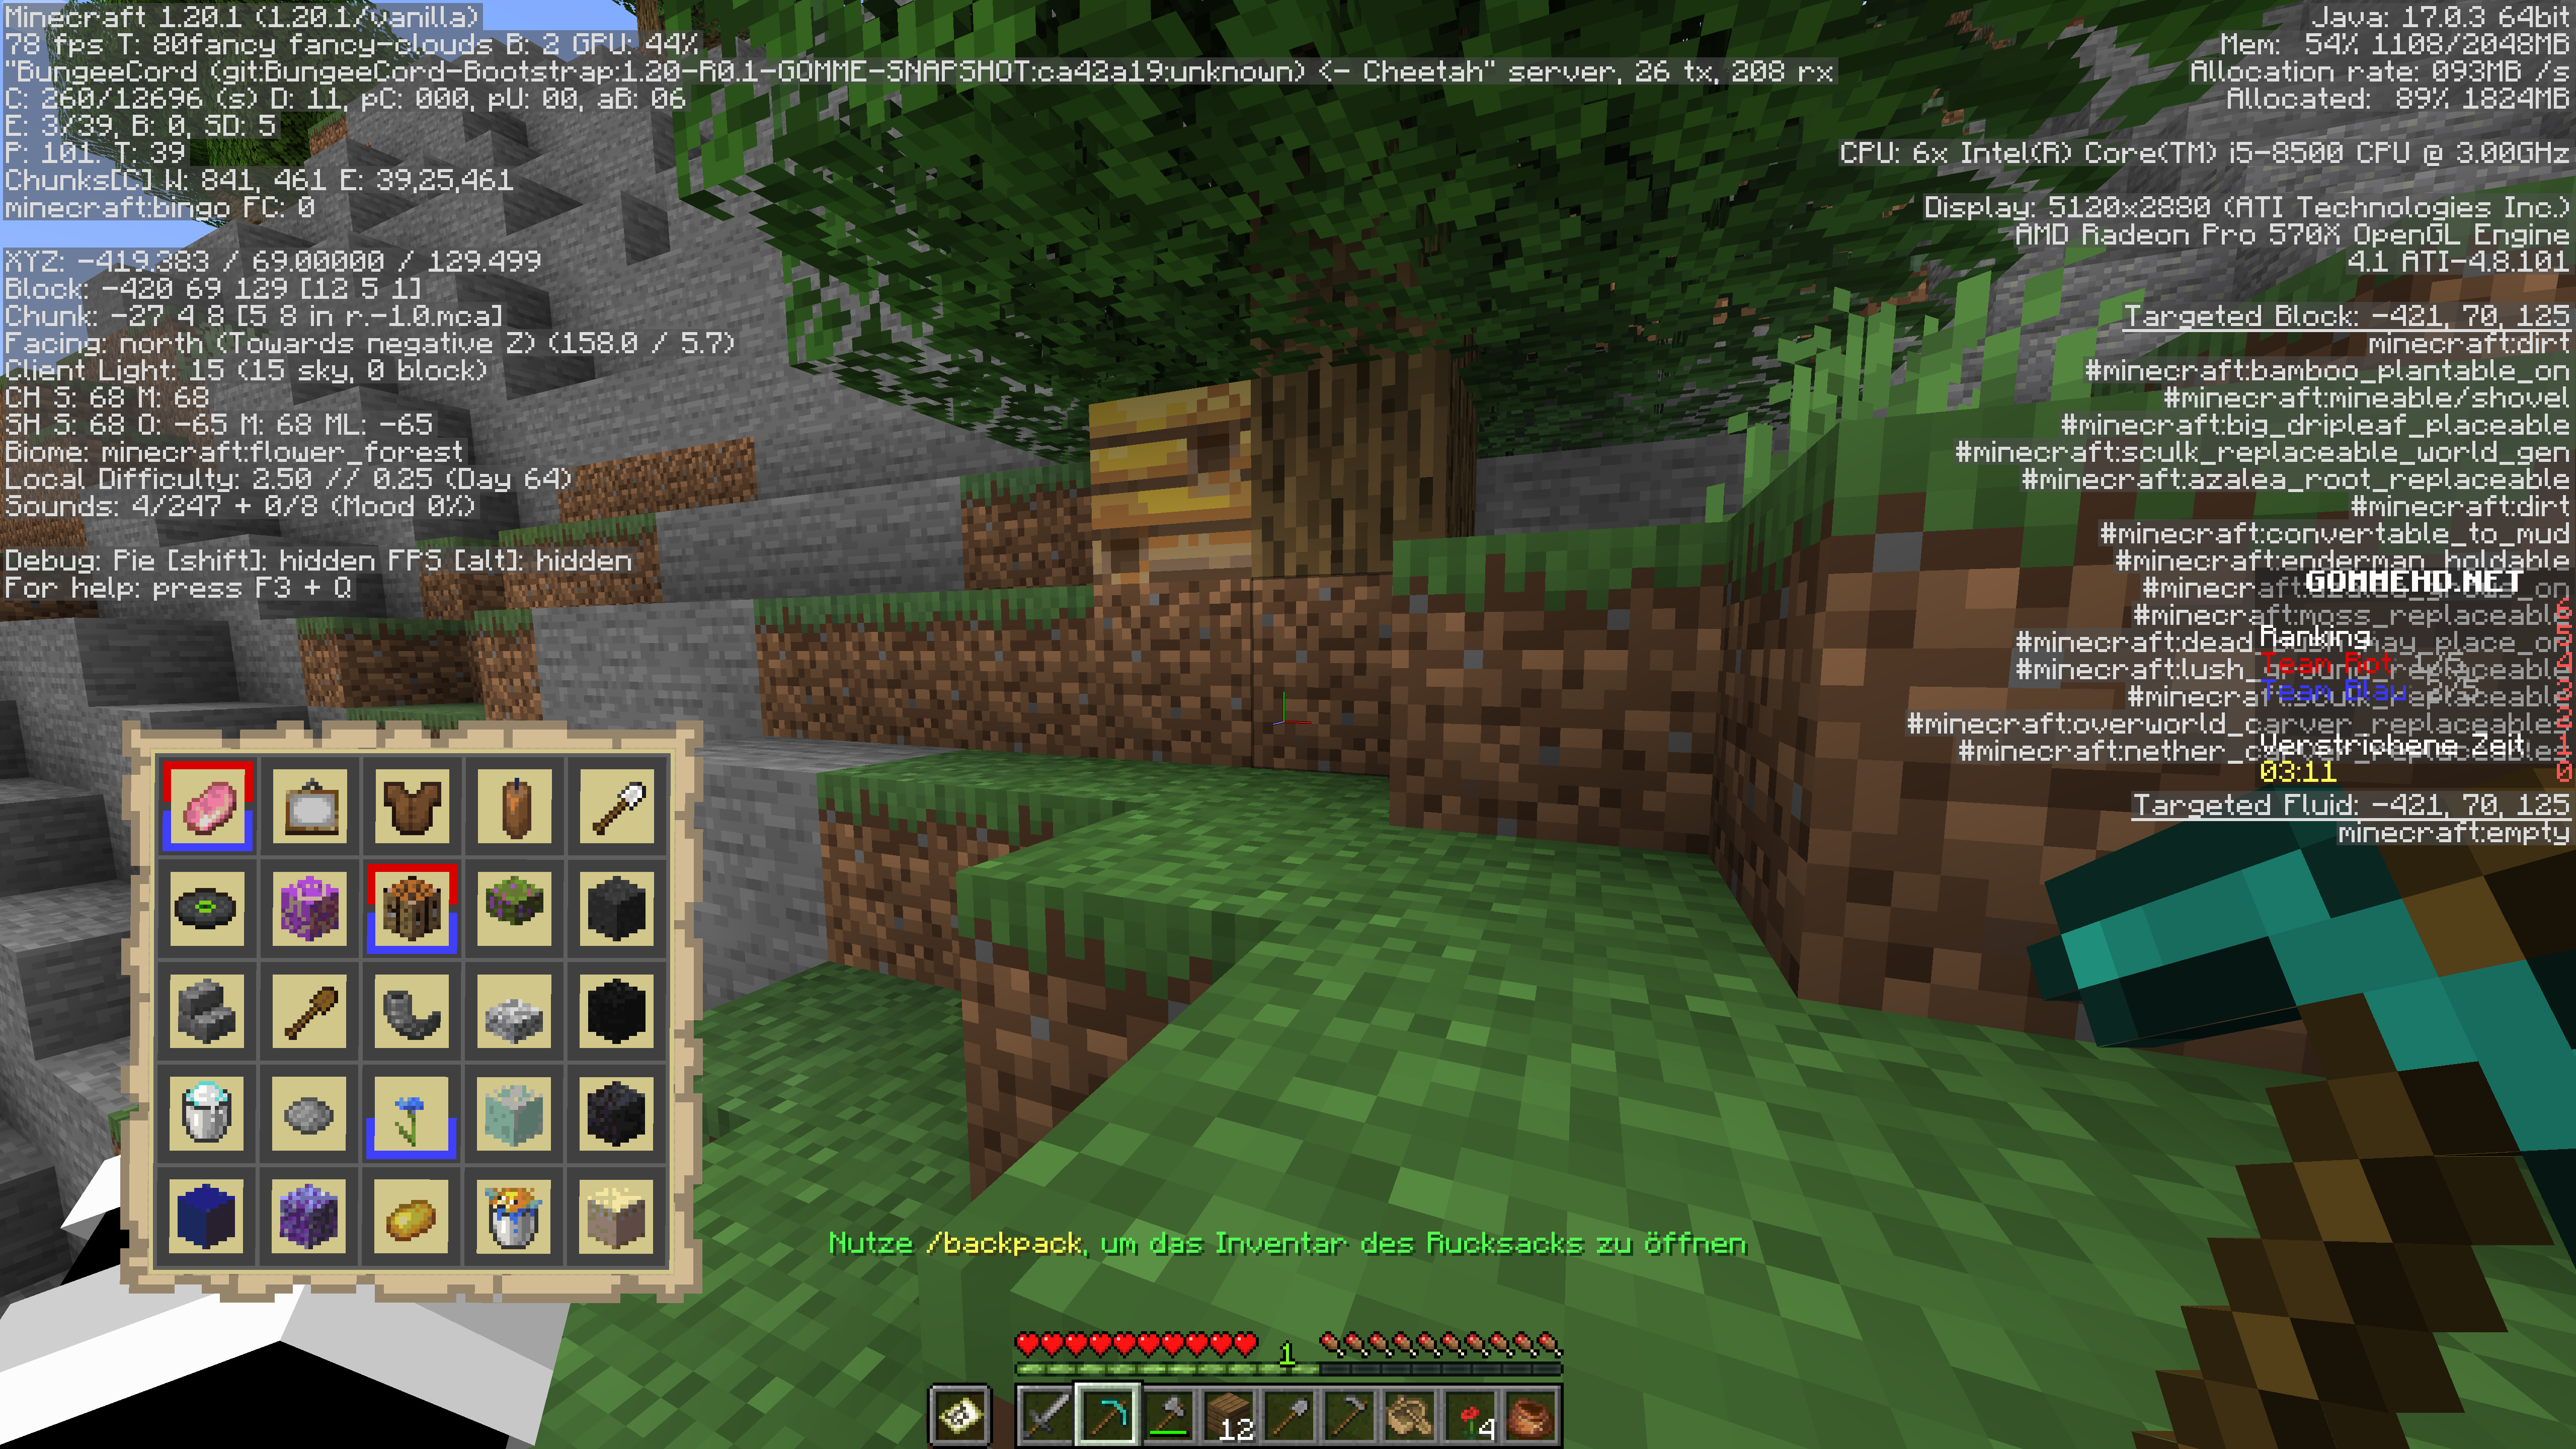 Minecraft 1.20.1 (1.20.1/vanilla)
78 fps T: 80fancy fancy-clouds B: 2 GPU: 44%
"BungeeCord (git:BungeeCord-Bootstrap:1.20-R0.1-GOMME-SNAPSHOT:ca42a19:unknown) <- Cheetah" server, 26 tx, 208 rx
C: 260/12696 (s) D: 11, pC: 000, pU: 00, aB: 06
E: 3/39, B: 0, SD: 5
P: 101. T: 39
Chunks[C] W: 841, 461 E: 39,25,461
minecraft:bingo FC: 0
XYZ: -419.383 / 69.00000 / 129.499
Block: -420 69 129 [12 5 1]
Chunk: -27 4 8 [5 8 in r.-1.0.mca]
Facing: north (Towards negative Z) (158.0 / 5.7)
Client Light: 15 (15 sky, 0 block)
CH S: 68 M: 68
SH S: 68 O: -65 M: 68 ML: -65
Biome: minecraft:flower_forest
Local Difficulty: 2.50 // 0.25 (Day 64)
Sounds: 4/247 + 0/8 (Mood 0%)
Debug: Pie [shift]: hidden FPS [alt]: hidden
For help: press F3 + Q
Java: 17.0.3 64bit
Mem: 54% 1108/2048MB
Allocation rate: 093MB /s
Allocated: 89% 1824MB
CPU: 6x Intel(R) Core(TM) i5-8500 CPU @ 3.00GHz
Display: 5120x2880 (ATI Technologies Inc.)
AMD Radeon Pro 570X OpenGL Engine
4.1 ATI-4.8.101
Targeted Block: -421, 70, 125
minecraft:dirt
#minecraft:bamboo_plantable_on
#minecraft:mineable/shovel
#minecraft:big_dripleaf_placeable
#minecraft:sculk_replaceable_world_gen
#minecraft:azalea_root_replaceable
#minecraft:dirt
#minecraft:convertable_to_mud
#minecraft:enderman_holdable
GOMMEHD.NET
#minecraft:moss_replaceable
Ranking
Team Rot
Team Blau
#minecraft:overworld_carver_replaceables
Verstrichene Zeit
03:11
Targeted Fluid: -421, 70, 125
minecraft:empty
Nutze /backpack, um das Inventar des Rucksacks zu öffnen
1
12
4